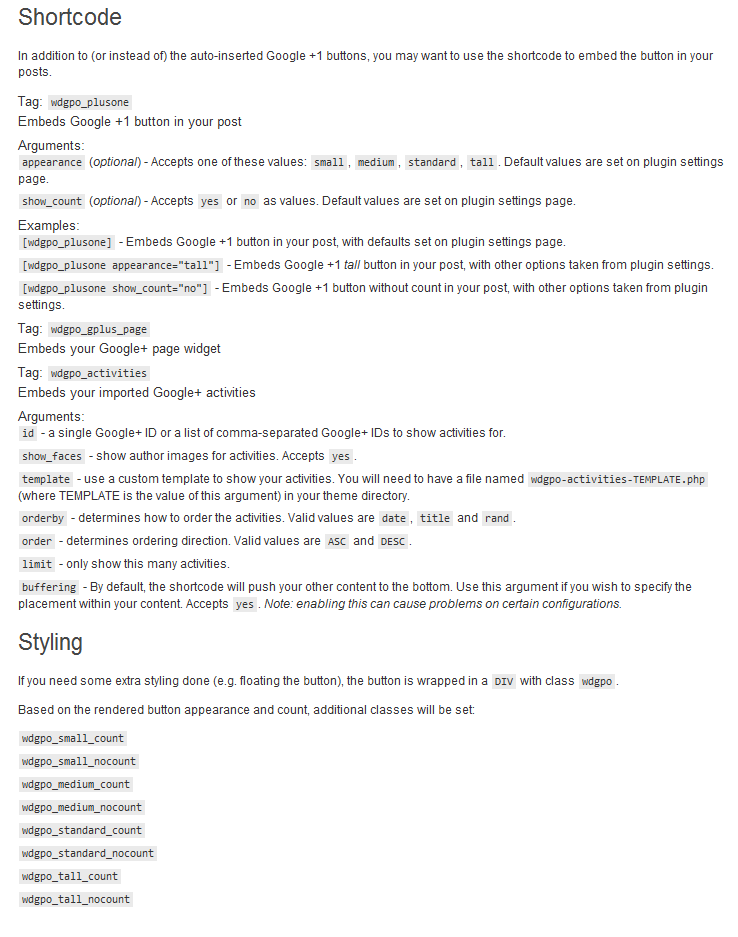 Shortcode
In addition to (or instead of) the auto-inserted Google +1 buttons, you may want to use the shortcode to embed the button in your
posts.
Tag: wdgpo_plusone
Embeds Google +1 button in your post
Arguments:
appearance (optional) - Accepts one of these values: small, medium, standard, tall. Default values are set on plugin settings
page.
show_count (optional) - Accepts yes or no as values. Default values are set on plugin settings page.
Examples:
[wdgpo_plusone] - Embeds Google +1 button in your post, with defaults set on plugin settings page.
[wdgpo_plusone appearance="tall"] - Embeds Google +1 tall button in your post, with other options taken from plugin settings.
[wdgpo_plusone show_count="no"] - Embeds Google +1 button without count in your post, with other options taken from plugin
settings.
Tag: wdgpo_gplus_page
Embeds your Google+ page widget
Tag: wdgpo_activities
Embeds your imported Google+ activities
Arguments:
id - a single Google+ ID or a list of comma-separated Google+ IDs to show activities for.
show_faces - show author images for activities. Accepts yes.
template - use a custom template to show your activities. You will need to have a file named wdgpo-activities-TEMPLATE.php
(where TEMPLATE is the value of this argument) in your theme directory.
orderby - determines how to order the activities. Valid values are date, title and rand.
order - determines ordering direction. Valid values are ASC and DESC.
limit - only show this many activities.
buffering - By default, the shortcode will push your other content to the bottom. Use this argument if you wish to specify the
placement within your content. Accepts yes. Note: enabling this can cause problems on certain configurations.
Styling
If you need some extra styling done (e.g. floating the button), the button is wrapped in a DIV with class wdgpo.
Based on the rendered button appearance and count, additional classes will be set:
wdgpo_small_count
wdgpo_small_nocount
wdgpo_medium_count
wdgpo_medium_nocount
wdgpo_standard_count
wdgpo_standard_nocount
wdgpo_tall_count
wdgpo_tall_nocount